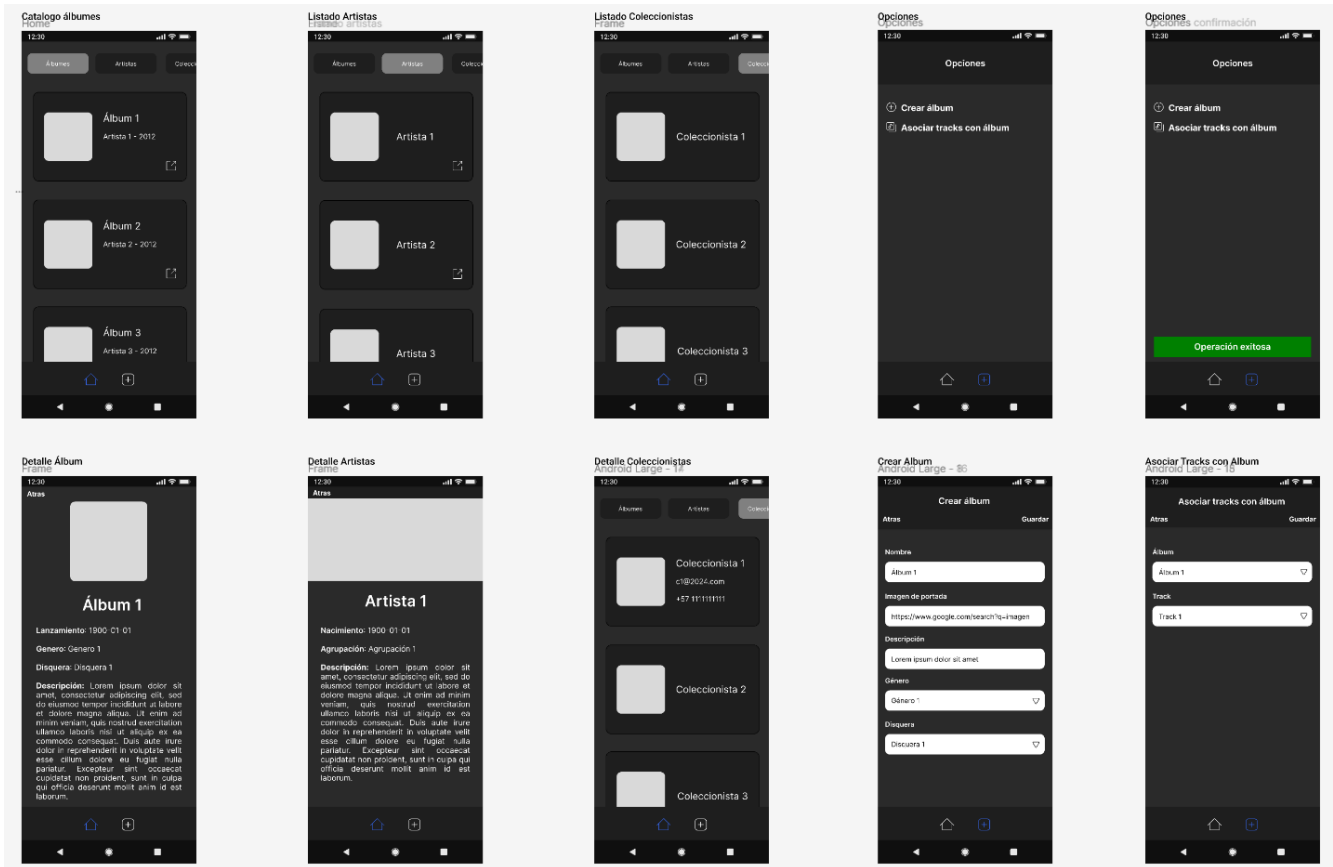 Catalogo álbumes
Home
12:30
Álbumes
Artistas
Colecci
Álbum 1
Artista 1 - 2012
Álbum 2
Artista 2 - 2012
Álbum 3
Artista 3 - 2012
Listado Artistas
artistas
12:30
Álbumes
Artistas
Colecci
Artista 1
Artista 2
Artista 3
Listado Coleccionistas
Frame
12:30
Álbumes
Artistas
Colecci
Coleccionista 1
Coleccionista 2
Coleccionista 3
Opciones
Opciones
12:30
Opciones
Crear álbum
Asociar tracks con álbum
Opciones
Opciones confirmación
12:30
Opciones
Crear álbum
Asociar tracks con álbum
Operación exitosa
Detalle Álbum
Frame
12:30
Atras
Álbum 1
Lanzamiento: 1900-01-01
Genero: Genero 1
Disquera: Disquera 1
Descripción: Lorem ipsum dolor sit
amet, consectetur adipiscing elit, sed
do eiusmod tempor incididunt ut labore
et dolore magna aliqua. Ut enim ad
minim veniam, quis nostrud exercitation
ullamco laboris nisi ut aliquip ex ea
commodo consequat. Duis aute irure
dolor in reprehenderit in voluptate velit
esse cillum dolore eu fugiat nulla
pariatur. Excepteur sint occaecat
cupidatat non proident, sunt in culpa
qui officia deserunt mollit anim id est
laborum.
Detalle Artistas
Frame
12:30
Atras
Artista 1
Nacimiento: 1900-01-01
Agrupación: Agrupación 1
Descripción: Lorem ipsum dolor sit
amet, consectetur adipiscing elit, sed do
eiusmod tempor incididunt ut labore et
dolore magna aliqua. Ut enim ad minim
veniam, quis nostrud exercitation
ullamco laboris nisi ut aliquip ex ea
commodo consequat. Duis aute irure
dolor in reprehenderit in voluptate velit
esse cillum dolore eu fugiat nulla
pariatur. Excepteur sint occaecat
cupidatat non proident, sunt in culpa qui
officia deserunt mollit anim id est
laborum.
Detalle Coleccionistas
Android Large -
12:30
Álbumes
Artistas
Colecci
Coleccionista 1
c1@2024.com
+57 1111111111
Coleccionista 2
Coleccionista 3
Crear Album
Android Large -
12:30
Crear álbum
Atras
Guardar
Nombre
Álbum 1
Imagen de portada
https://www.google.com/search?q=imagen
Descripción
Lorem ipsum dolor sit amet
Género
Género 1
Disquera
Discuera 1
Asociar Tracks con Album
Android Large -
12:30
Asociar tracks con álbum
Atras
Guardar
Álbum
Álbum 1
Track
Track 1